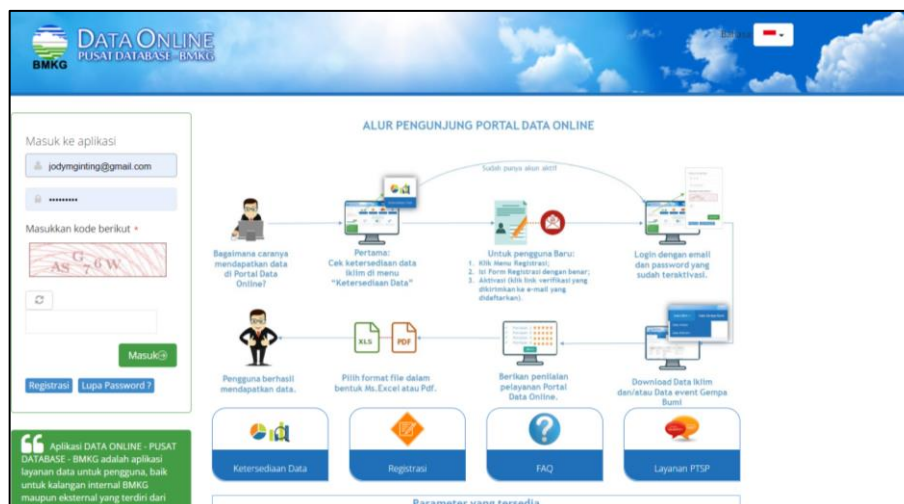 DATA ONLINE
PUSAT DATABASE - BMKG
BMKG
Bahasa
Masuk ke aplikasi
jodymginting@gmail.com
Masukkan kode berikut *
AS G 7 6 W
Masuk
Registrasi
Lupa Password ?
Aplikasi DATA ONLINE - PUSAT
DATABASE - BMKG adalah aplikasi
layanan data untuk pengguna, baik
untuk kalangan internal BMKG
maupun eksternal yang terdiri dari
ALUR PENGUNJUNG PORTAL DATA ONLINE
Sudah punya akun aktif
Bagaimana caranya
mendapatkan data
di Portal Data
Online?
Pertama:
Cek ketersediaan data
iklim di menu
"Ketersediaan Data"
Untuk pengguna Baru:
1. Klik Menu Registrasi;
2. Isi Form Registrasi dengan benar;
3. Aktivasi (klik link verifikasi yang
dikirimkan ke e-mail yang
didaftarkan).
Login dengan email
dan password yang
sudah teraktivasi.
Pengguna berhasil
mendapatkan data.
XLS
PDF
Pilih format file dalam
bentuk Ms.Excel atau Pdf.
Berikan penilaian
pelayanan Portal
Data Online.
Download Data Iklim
dan/atau Data event Gempa
Bumi
Ketersediaan Data
Registrasi
FAQ
Layanan PTSP
Parameter yang tersedia